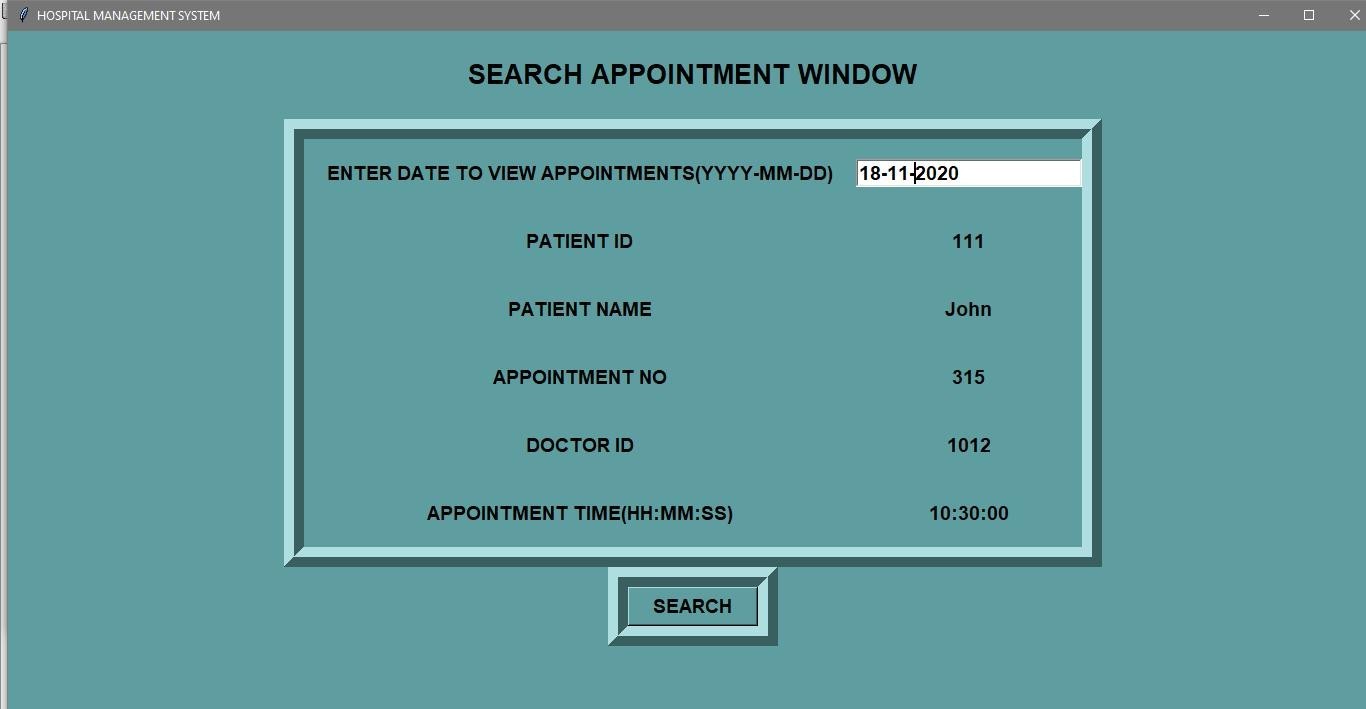 HOSPITAL MANAGEMENT SYSTEM
SEARCH APPOINTMENT WINDOW
ENTER DATE TO VIEW APPOINTMENTS(YYYY-MM-DD) 18-11-2020
PATIENT ID 111
PATIENT NAME John
APPOINTMENT NO 315
DOCTOR ID 1012
APPOINTMENT TIME(HH:MM:SS) 10:30:00
SEARCH